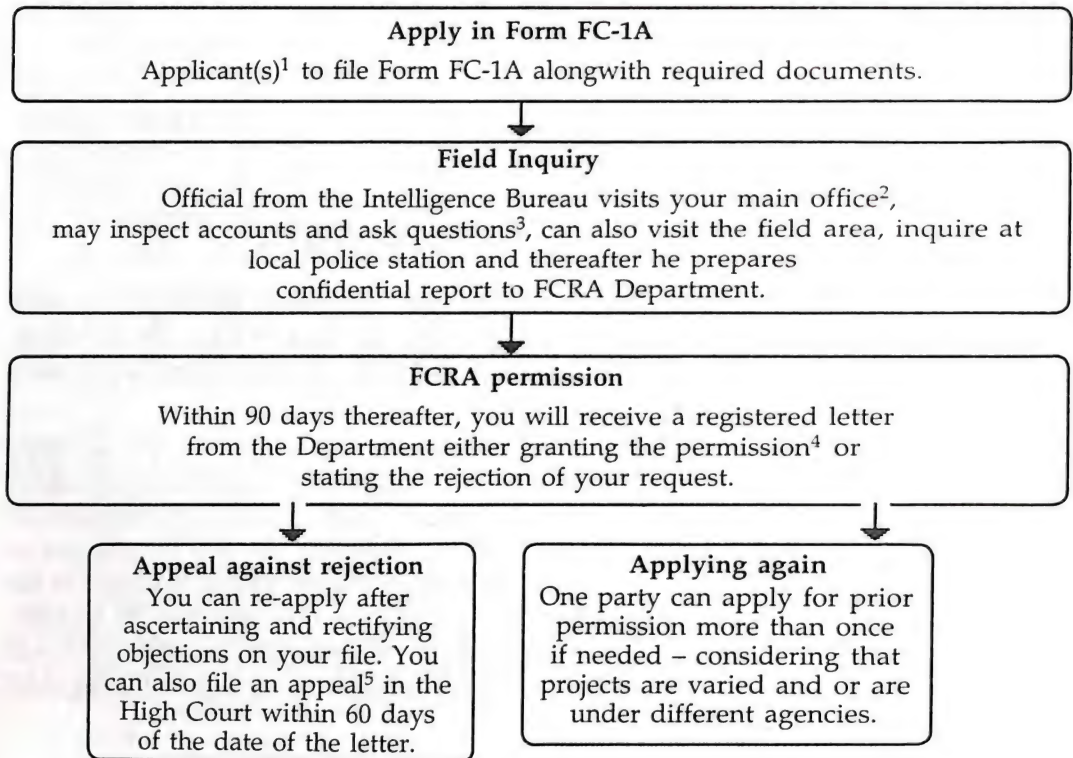 Apply in Form FC-1A
Applicant(s)¹ to file Form FC-1A alongwith required documents.
Field Inquiry
Official from the Intelligence Bureau visits your main office²,
may inspect accounts and ask questions³, can also visit the field area, inquire at
local police station and thereafter he prepares
confidential report to FCRA Department.
FCRA permission
Within 90 days thereafter, you will receive a registered letter
from the Department either granting the permission⁴ or
stating the rejection of your request.
Appeal against rejection
You can re-apply after
ascertaining and rectifying
objections on your file. You
can also file an appeal⁵ in the
High Court within 60 days
of the date of the letter.
Applying again
One party can apply for prior
permission more than once
if needed – considering that
projects are varied and or are
under different agencies.